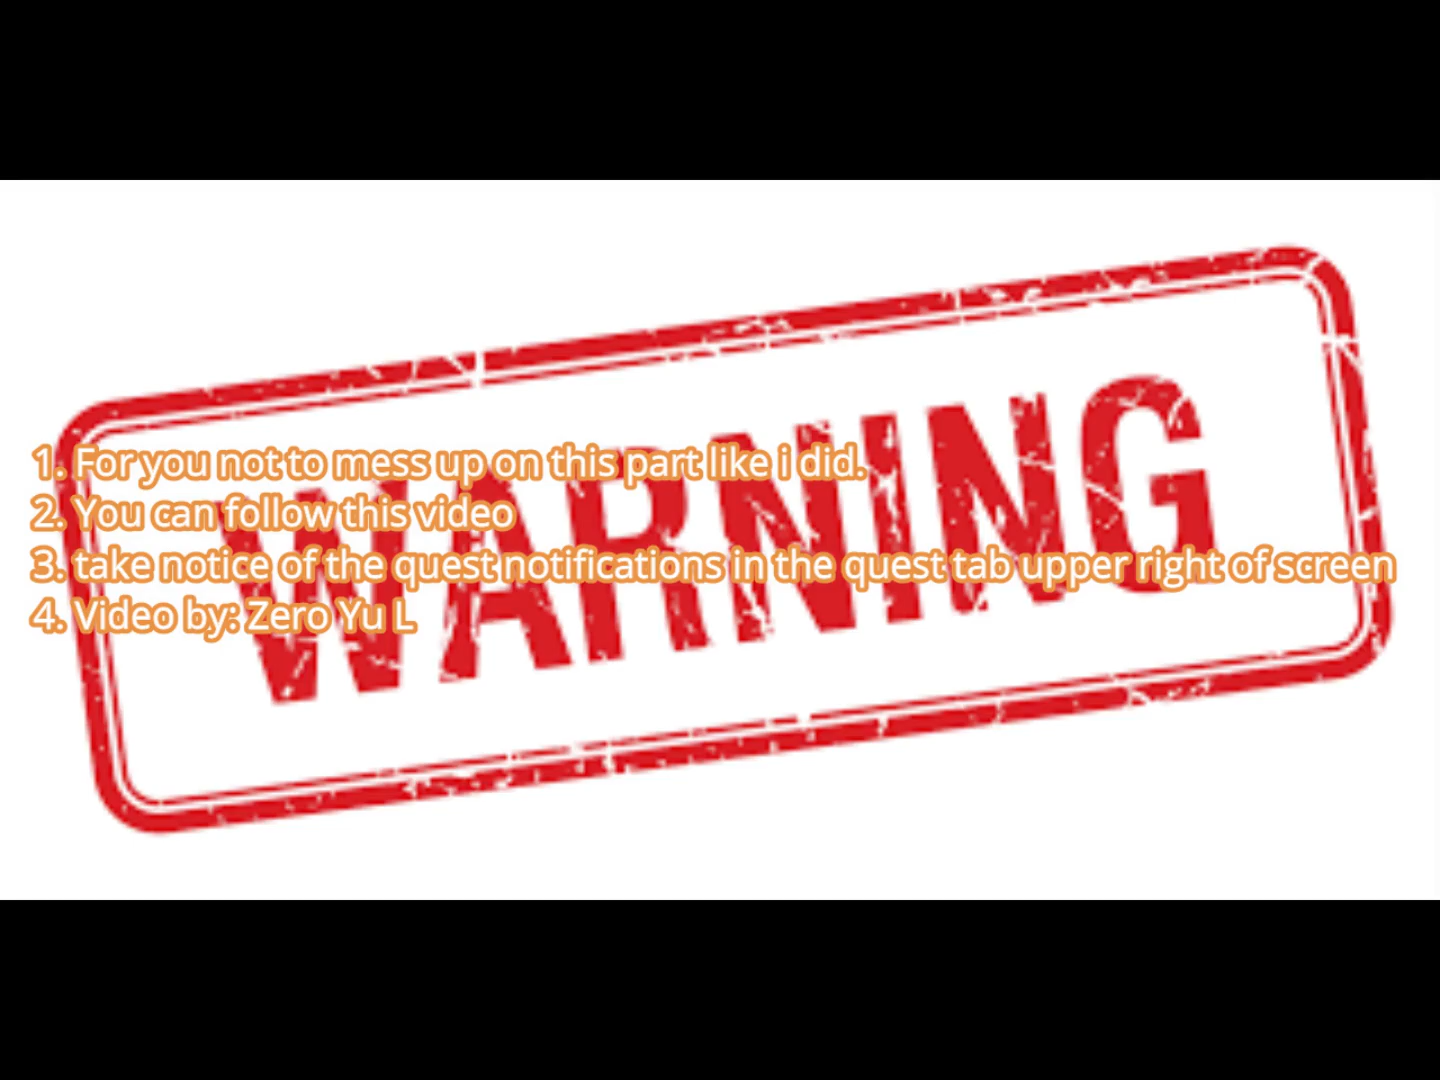 WARNING
1. For you not to mess up on this part like i did.
2. You can follow this video
3. take notice of the quest notifications in the quest tab upper right of screen
4. Video by: Zero Yu L